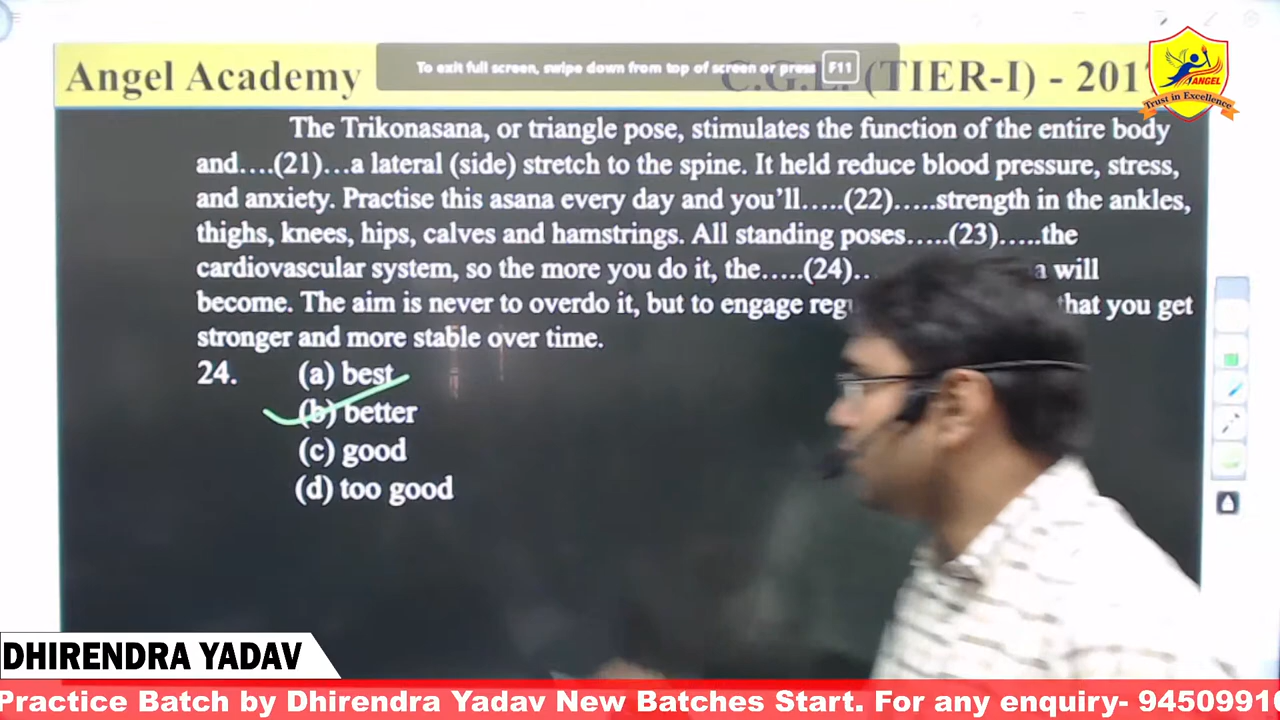 Angel Academy
To exit full screen, swipe down from top of screen or press F11
C.G.L. (TIER-I) - 201
ANGEL
Trust in Excellence
The Trikonasana, or triangle pose, stimulates the function of the entire body
and....(21)...a lateral (side) stretch to the spine. It held reduce blood pressure, stress,
and anxiety. Practise this asana every day and you'll.....(22).....strength in the ankles,
thighs, knees, hips, calves and hamstrings. All standing poses.....(23).....the
cardiovascular system, so the more you do it, the.....(24)... a will
become. The aim is never to overdo it, but to engage that you get
stronger and more stable over time.
24. (a) best
(b) better
(c) good
(d) too good
DHIRENDRA YADAV
Practice Batch by Dhirendra Yadav New Batches Start. For any enquiry- 94509910